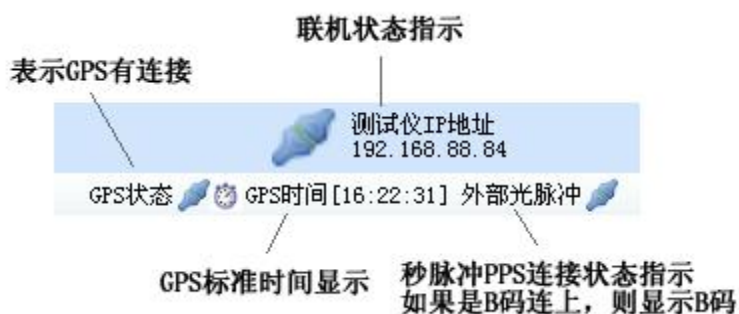 联机状态指示
表示GPS有连接
测试仪IP地址
192.168.88.84
GPS状态 GPS时间[16:22:31] 外部光脉冲
GPS标准时间显示
秒脉冲PPS连接状态指示
如果是B码连上，则显示B码